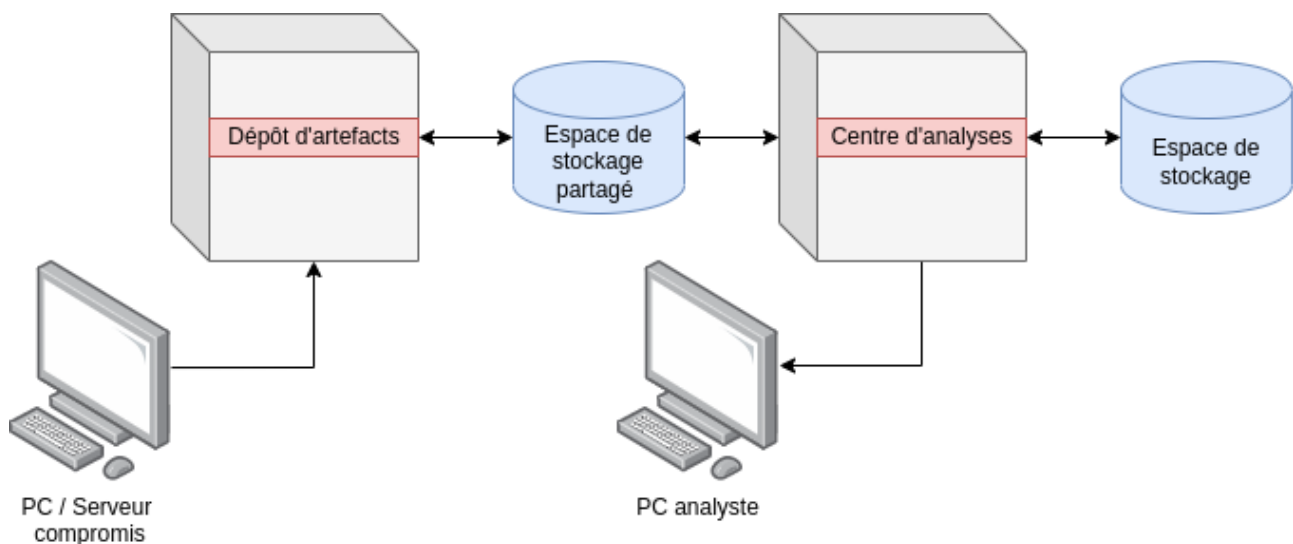 Dépôt d'artefacts
Espace de
stockage
partagé
Centre d'analyses
Espace de
stockage
PC / Serveur
compromis
PC analyste